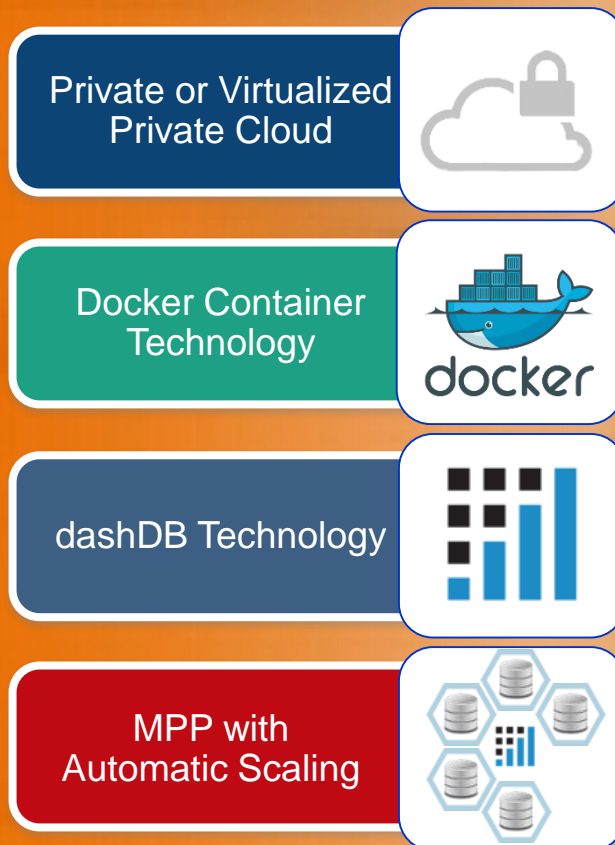 Private or Virtualized
Private Cloud
Docker Container
Technology
docker
dashDB Technology
MPP with
Automatic Scaling